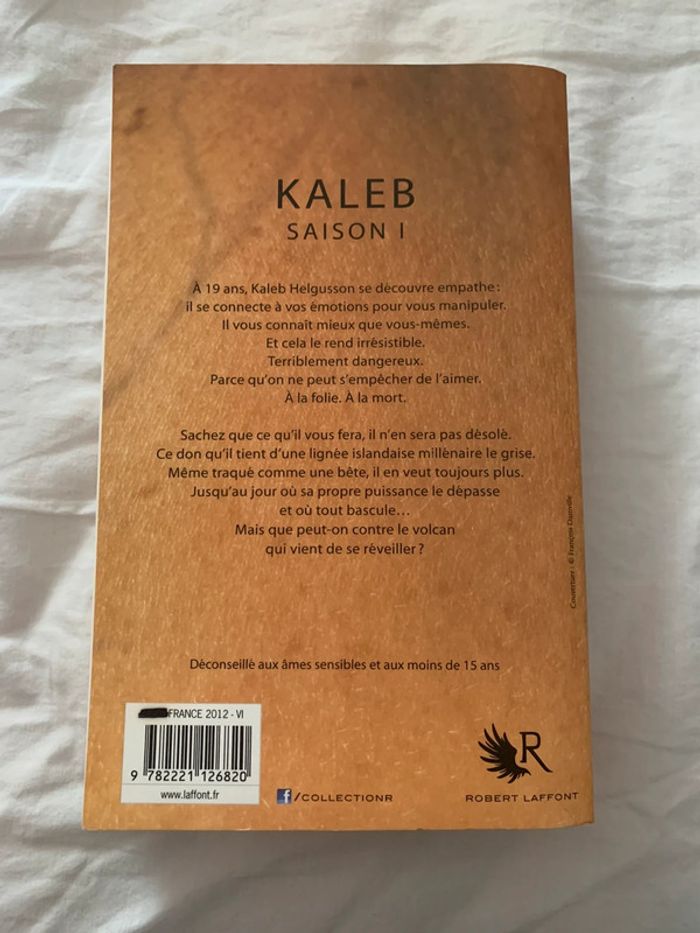 KALEB
SAISON I
À 19 ans, Kaleb Helgusson se découvre empathe :
il se connecte à vos émotions pour vous manipuler.
Il vous connaît mieux que vous-mêmes.
Et cela le rend irrésistible.
Terriblement dangereux.
Parce qu'on ne peut s'empêcher de l'aimer.
À la folie. À la mort.
Sachez que ce qu'il vous fera, il n'en sera pas désolé.
Ce don qu'il tient d'une lignée islandaise millénaire le grise.
Même traqué comme une bête, il en veut toujours plus.
Jusqu'au jour où sa propre puissance le dépasse
et où tout bascule...
Mais que peut-on contre le volcan
qui vient de se réveiller ?
Couverture : © François Danville
Déconseillé aux âmes sensibles et aux moins de 15 ans
FRANCE 2012 - VI
9 782221 126820
www.laffont.fr
f/COLLECTIONR
R
ROBERT LAFFONT